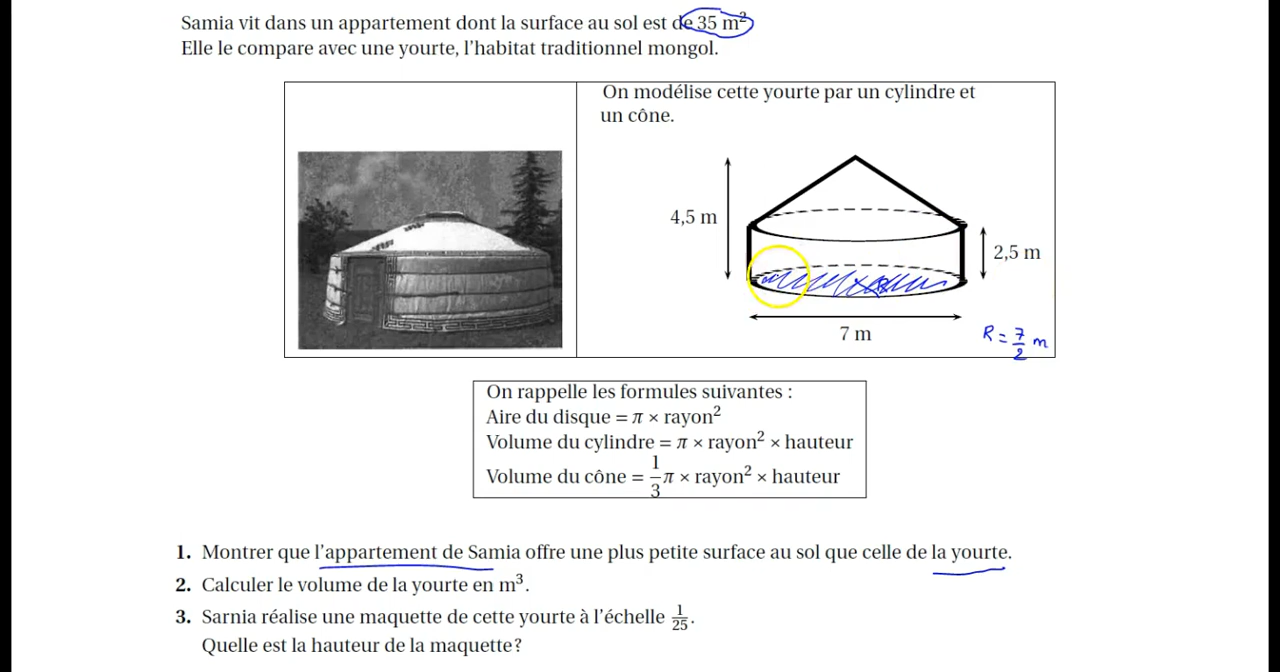 Samia vit dans un appartement dont la surface au sol est de 35 m²
Elle le compare avec une yourte, l'habitat traditionnel mongol.
On modélise cette yourte par un cylindre et
un cône.
4,5 m
2,5 m
7 m
R = 7/2 m
On rappelle les formules suivantes :
Aire du disque = π × rayon²
Volume du cylindre = π × rayon² × hauteur
Volume du cône = 1/3 π × rayon² × hauteur
1. Montrer que l'appartement de Samia offre une plus petite surface au sol que celle de la yourte.
2. Calculer le volume de la yourte en m³.
3. Sarnia réalise une maquette de cette yourte à l'échelle 1/25.
Quelle est la hauteur de la maquette ?